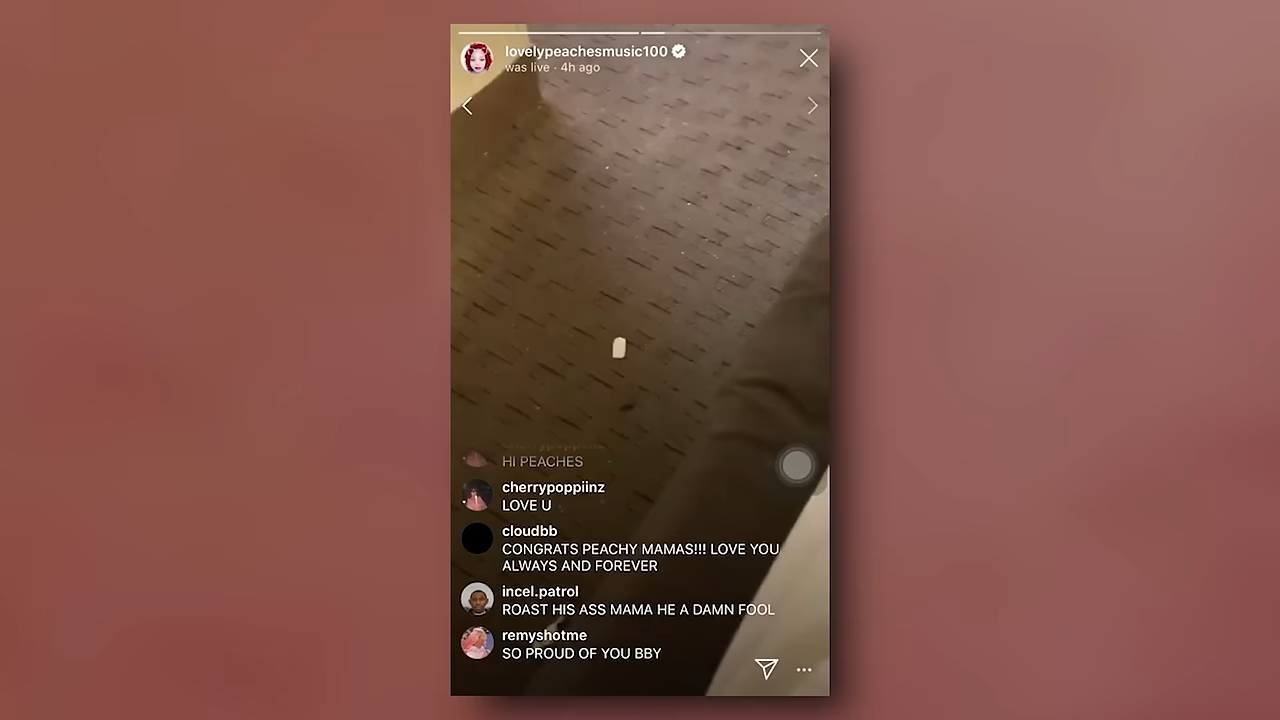 lovelypeachesmusic100
was live · 4h ago
HI PEACHES
cherrypoppiinz
LOVE U
cloudbb
CONGRATS PEACHY MAMAS!!! LOVE YOU
ALWAYS AND FOREVER
incel.patrol
ROAST HIS ASS MAMA HE A DAMN FOOL
remyshotme
SO PROUD OF YOU BBY